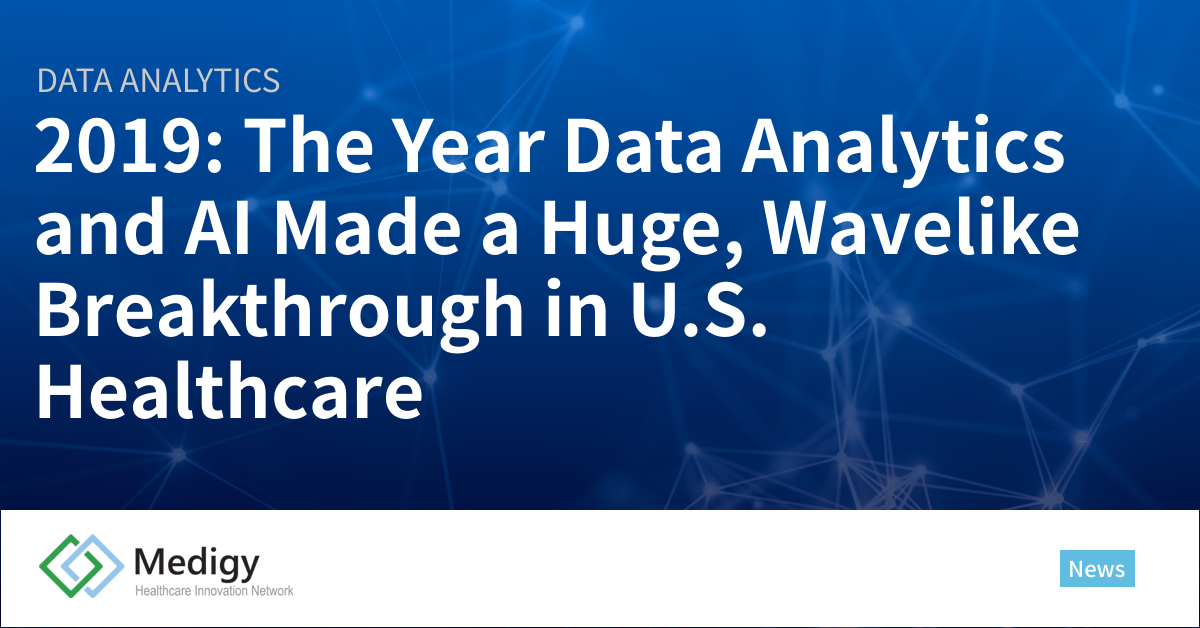 DATA ANALYTICS
2019: The Year Data Analytics
and AI Made a Huge, Wavelike
Breakthrough in U.S.
Healthcare
Medigy
Healthcare Innovation Network
News